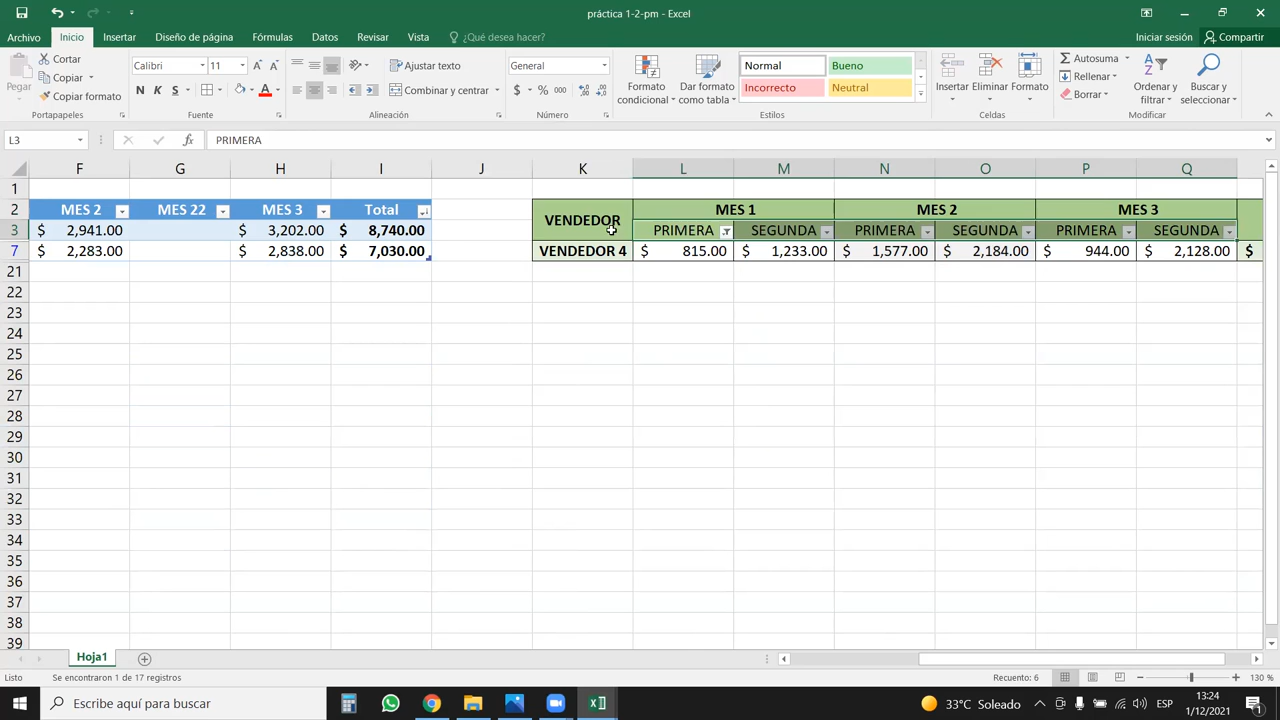 práctica 1-2-pm - Excel
Archivo Inicio Insertar Diseño de página Fórmulas Datos Revisar Vista ¿Qué desea hacer? Iniciar sesión Compartir
Pegar
Cortar
Copiar
Copiar formato
Portapapeles
Calibri 11
N K S
Fuente
Ajustar texto
Combinar y centrar
Alineación
General
$ % 000
Número
Formato condicional
Dar formato como tabla
Normal Bueno
Incorrecto Neutral
Estilos
Insertar Eliminar Formato
Celdas
Autosuma
Rellenar
Borrar
Ordenar y filtrar
Buscar y seleccionar
Modificar
L3 fx PRIMERA
F G H I J K L M N O P Q
1
2 MES 2 MES 22 MES 3 Total VENDEDOR MES 1 MES 2 MES 3
3 $ 2,941.00 $ 3,202.00 $ 8,740.00 PRIMERA SEGUNDA PRIMERA SEGUNDA PRIMERA SEGUNDA
7 $ 2,283.00 $ 2,838.00 $ 7,030.00 VENDEDOR 4 $ 815.00 $ 1,233.00 $ 1,577.00 $ 2,184.00 $ 944.00 $ 2,128.00 $
21
22
23
24
25
26
27
28
29
30
31
32
33
34
35
36
37
38
39
Hoja1
Listo Se encontraron 1 de 17 registros Recuento: 6 130 %
Escribe aquí para buscar 33°C Soleado ESP 13:24
1/12/2021